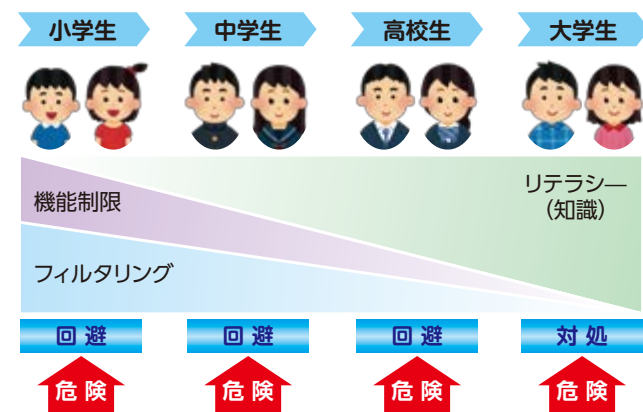 小学生 中学生 高校生 大学生
機能制限
リテラシー
（知識）
フィルタリング
回避 回避 回避 対処
危険 危険 危険 危険